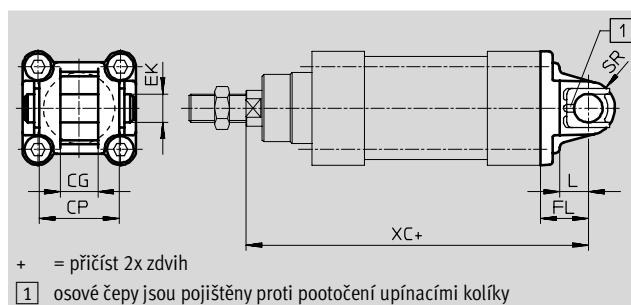 1
EK
SR
CG
CP
L
FL
XC+
+ = přičíst 2x zdvih
1 osové čepy jsou pojištěny proti pootočení upínacími kolíky